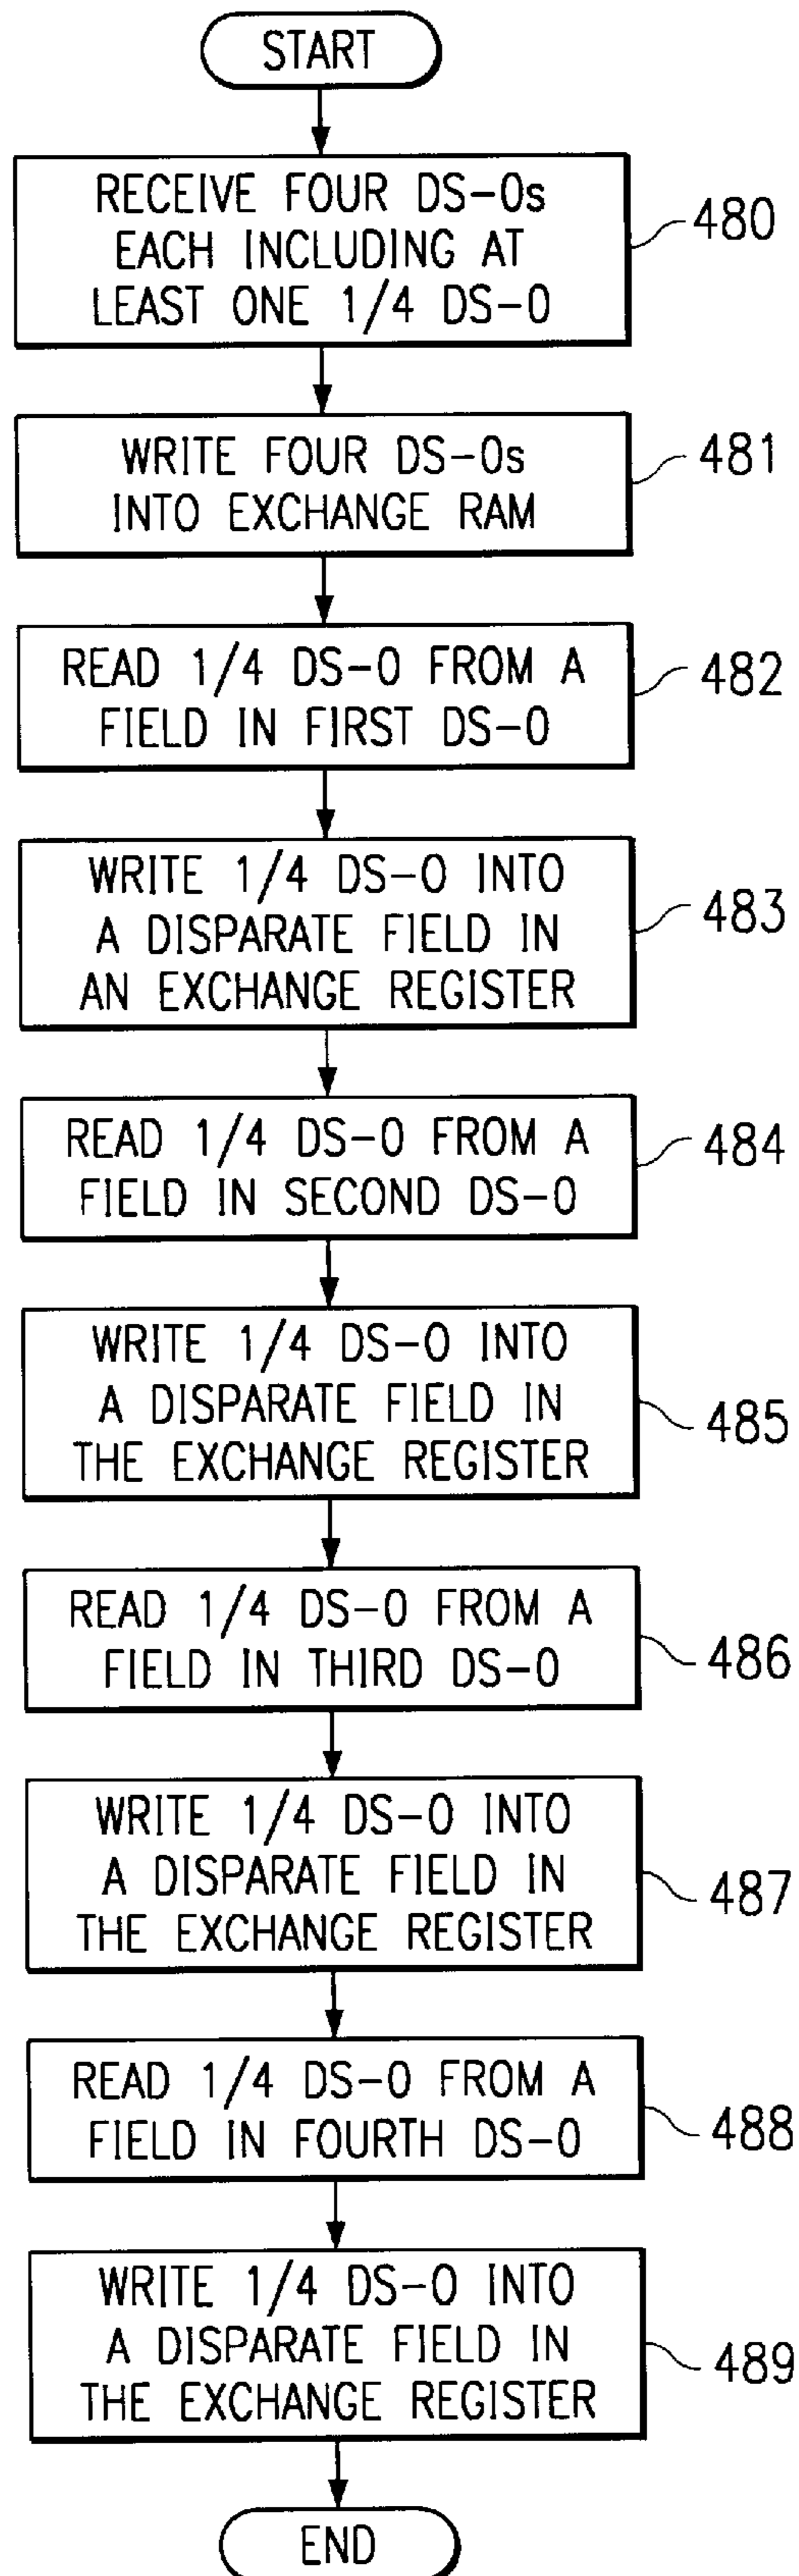 START
RECEIVE FOUR DS-0s
EACH INCLUDING AT
LEAST ONE 1/4 DS-0
480
WRITE FOUR DS-0s
INTO EXCHANGE RAM
481
READ 1/4 DS-0 FROM A
FIELD IN FIRST DS-0
482
WRITE 1/4 DS-0 INTO
A DISPARATE FIELD IN
AN EXCHANGE REGISTER
483
READ 1/4 DS-0 FROM A
FIELD IN SECOND DS-0
484
WRITE 1/4 DS-0 INTO
A DISPARATE FIELD IN
THE EXCHANGE REGISTER
485
READ 1/4 DS-0 FROM A
FIELD IN THIRD DS-0
486
WRITE 1/4 DS-0 INTO
A DISPARATE FIELD IN
THE EXCHANGE REGISTER
487
READ 1/4 DS-0 FROM A
FIELD IN FOURTH DS-0
488
WRITE 1/4 DS-0 INTO
A DISPARATE FIELD IN
THE EXCHANGE REGISTER
489
END